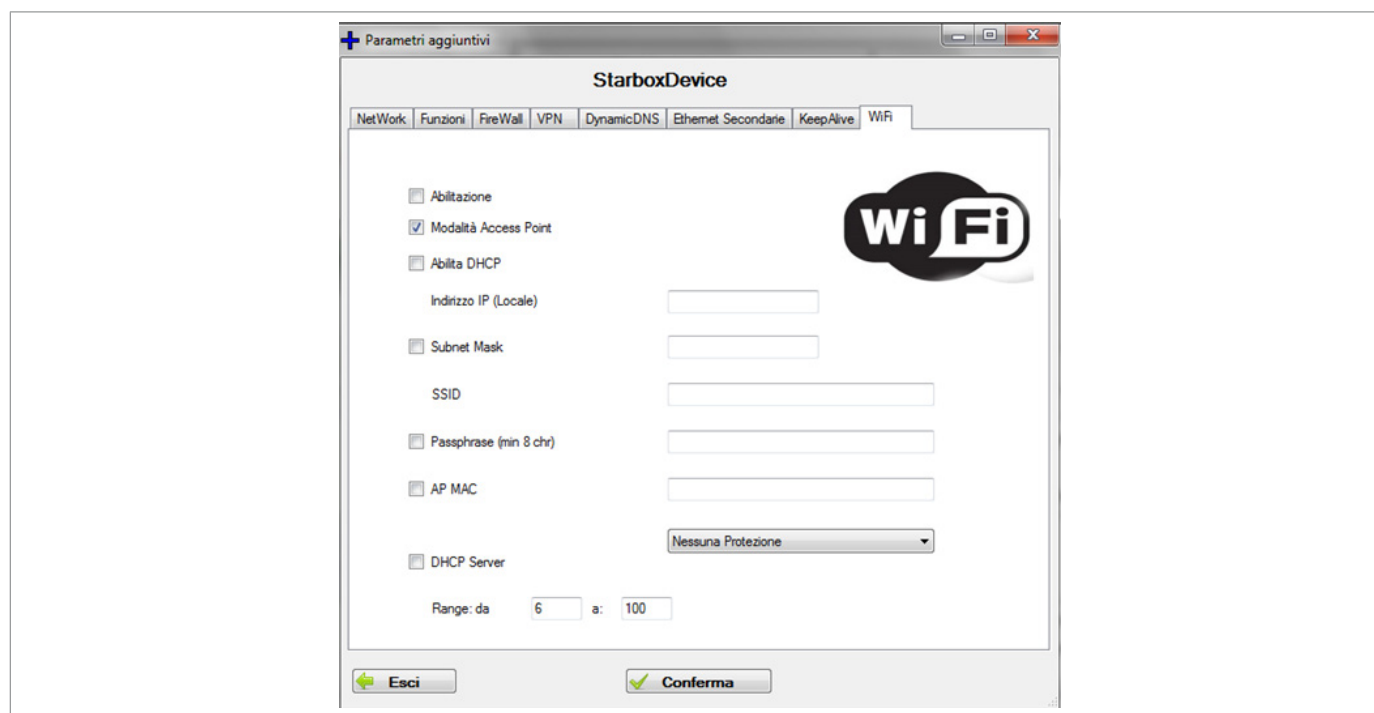 Parametri aggiuntivi
StarboxDevice
NetWork Funzioni FireWall VPN DynamicDNS Ethernet Secondarie KeepAlive WiFi
Abilitazione
Modalità Access Point
WiFi
Abilita DHCP
Indirizzo IP (Locale)
Subnet Mask
SSID
Passphrase (min 8 chr)
AP MAC
Nessuna Protezione
DHCP Server
Range: da 6 a: 100
Esci Conferma